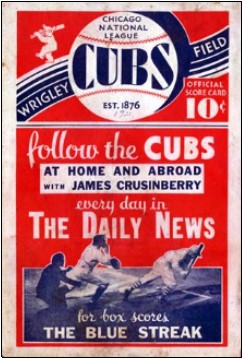 CHICAGO
NATIONAL
LEAGUE
CUBS
EST. 1876
WRIGLEY FIELD
OFFICIAL
SCORE CARD
10¢
follow the CUBS
AT HOME AND ABROAD
WITH JAMES CRUSINBERRY
every day in
THE DAILY NEWS
for box scores
THE BLUE STREAK